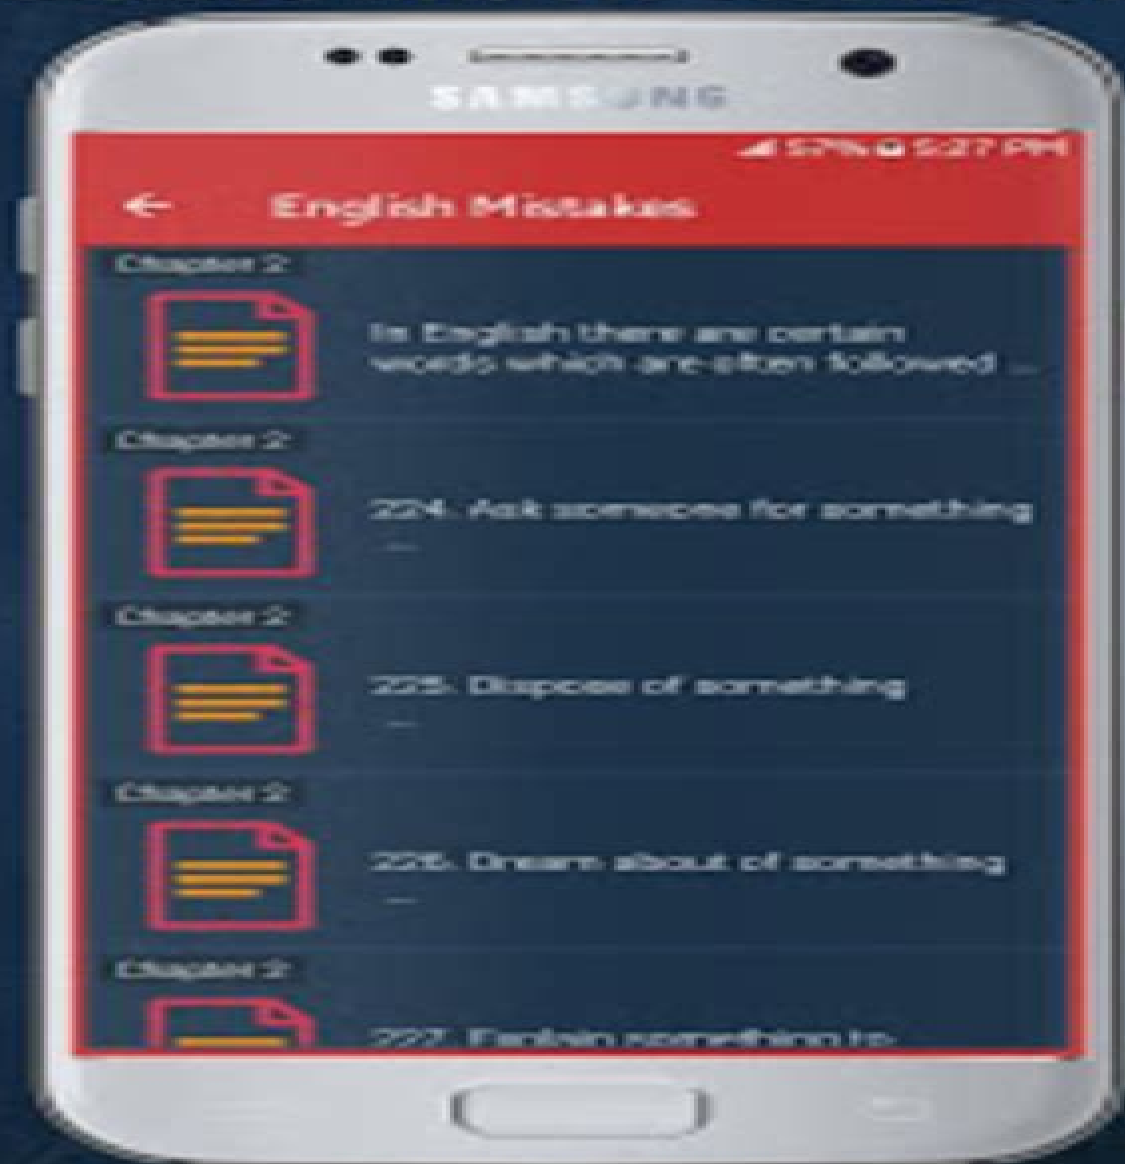 SAMSUNG
57% 5:27 PM
English Mistakes
Chapter 2
In English there are certain
words which are often followed ...
Chapter 2
224. Ask someone for something
...
Chapter 2
225. Dispose of something
...
Chapter 2
226. Dream about of something
...
Chapter 2
227. Explain something to